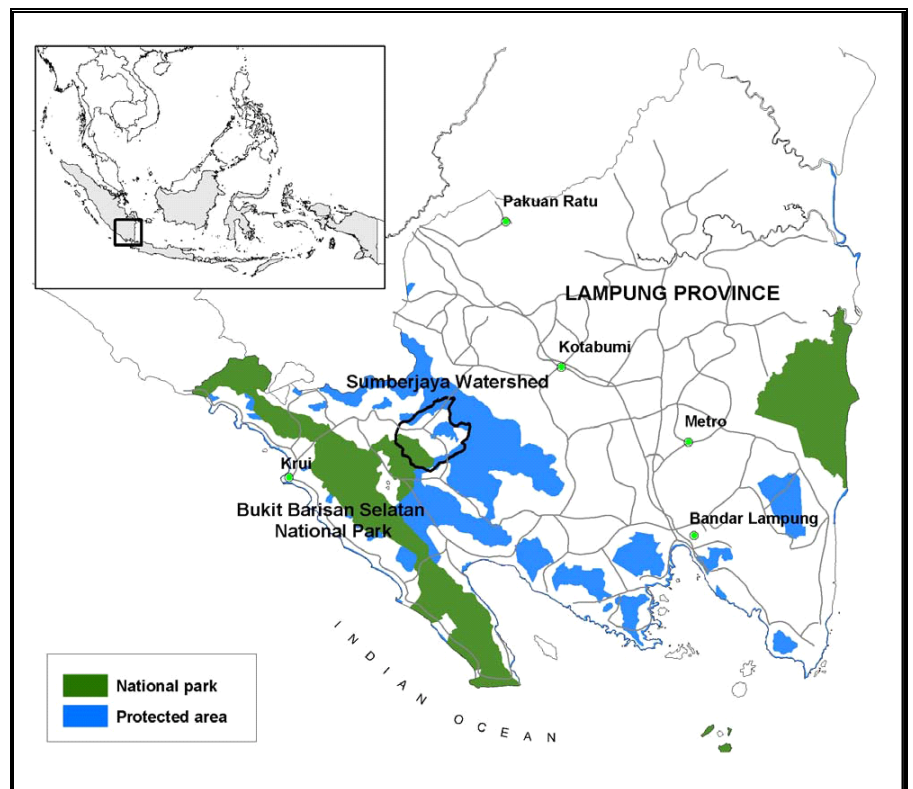 Pakuan Ratu
LAMPUNG PROVINCE
Kotabumi
Sumberjaya Watershed
Metro
Krui
Bukit Barisan Selatan
National Park
Bandar Lampung
INDIAN OCEAN
National park
Protected area